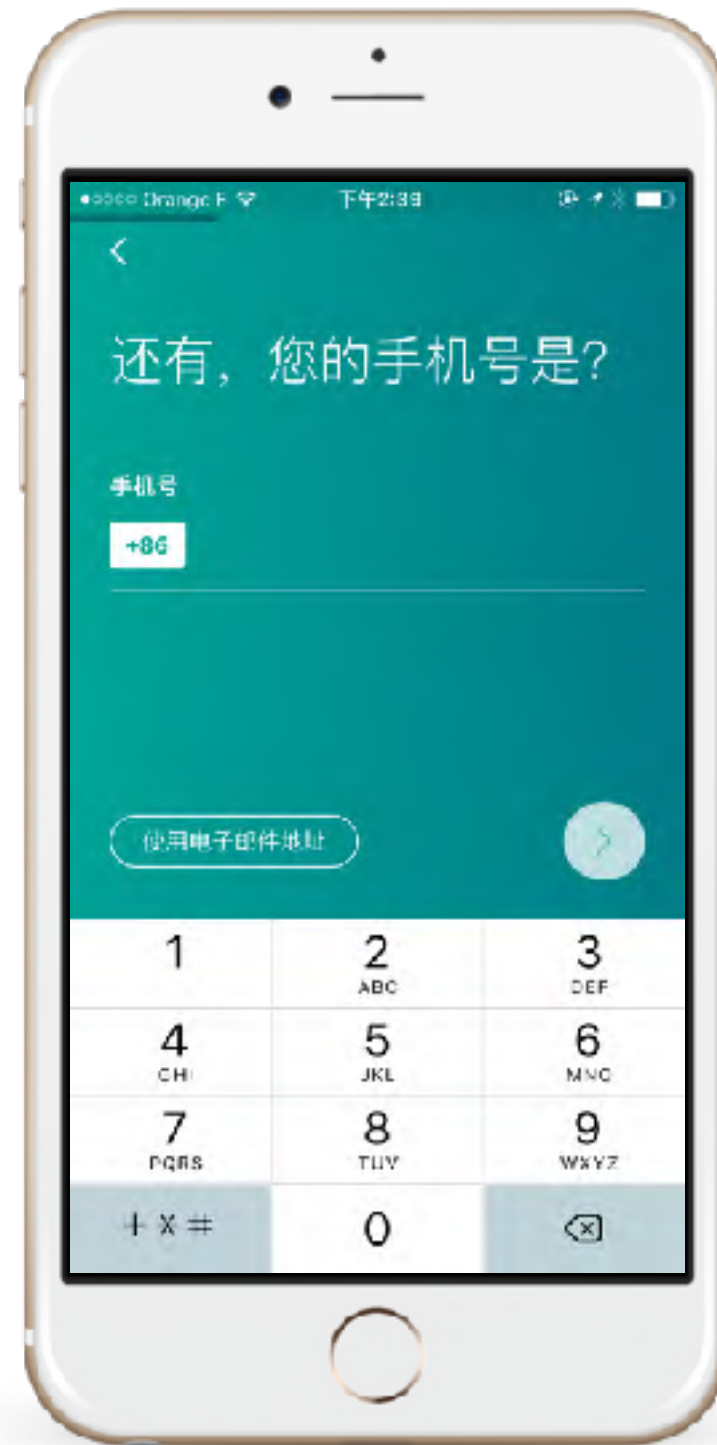 Orange F 下午2:39
还有，您的手机号是?
手机号
+86
使用电子邮件地址
1 2 3
ABC DEF
4 5 6
GHI JKL MNO
7 8 9
PQRS TUV WXYZ
+ * # 0